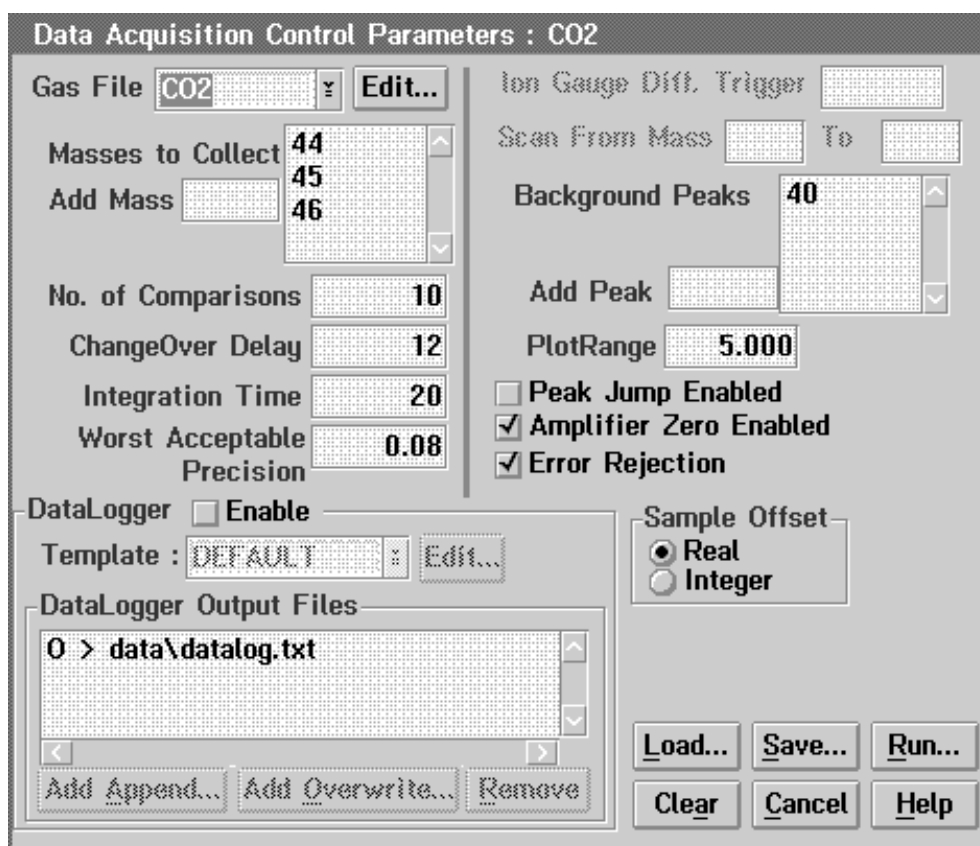 Data Acquisition Control Parameters : CO2
Gas File CO2 Edit...
Masses to Collect
44
45
46
Add Mass
No. of Comparisons 10
ChangeOver Delay 12
Integration Time 20
Worst Acceptable
Precision
0.08
Ion Gauge Diff. Trigger
Scan From Mass To
Background Peaks 40
Add Peak
PlotRange 5.000
Peak Jump Enabled
Amplifier Zero Enabled
Error Rejection
DataLogger Enable
Template : DEFAULT Edit...
DataLogger Output Files
O > data\datalog.txt
Add Append... Add Overwrite... Remove
Sample Offset
Real
Integer
Load... Save... Run...
Clear Cancel Help